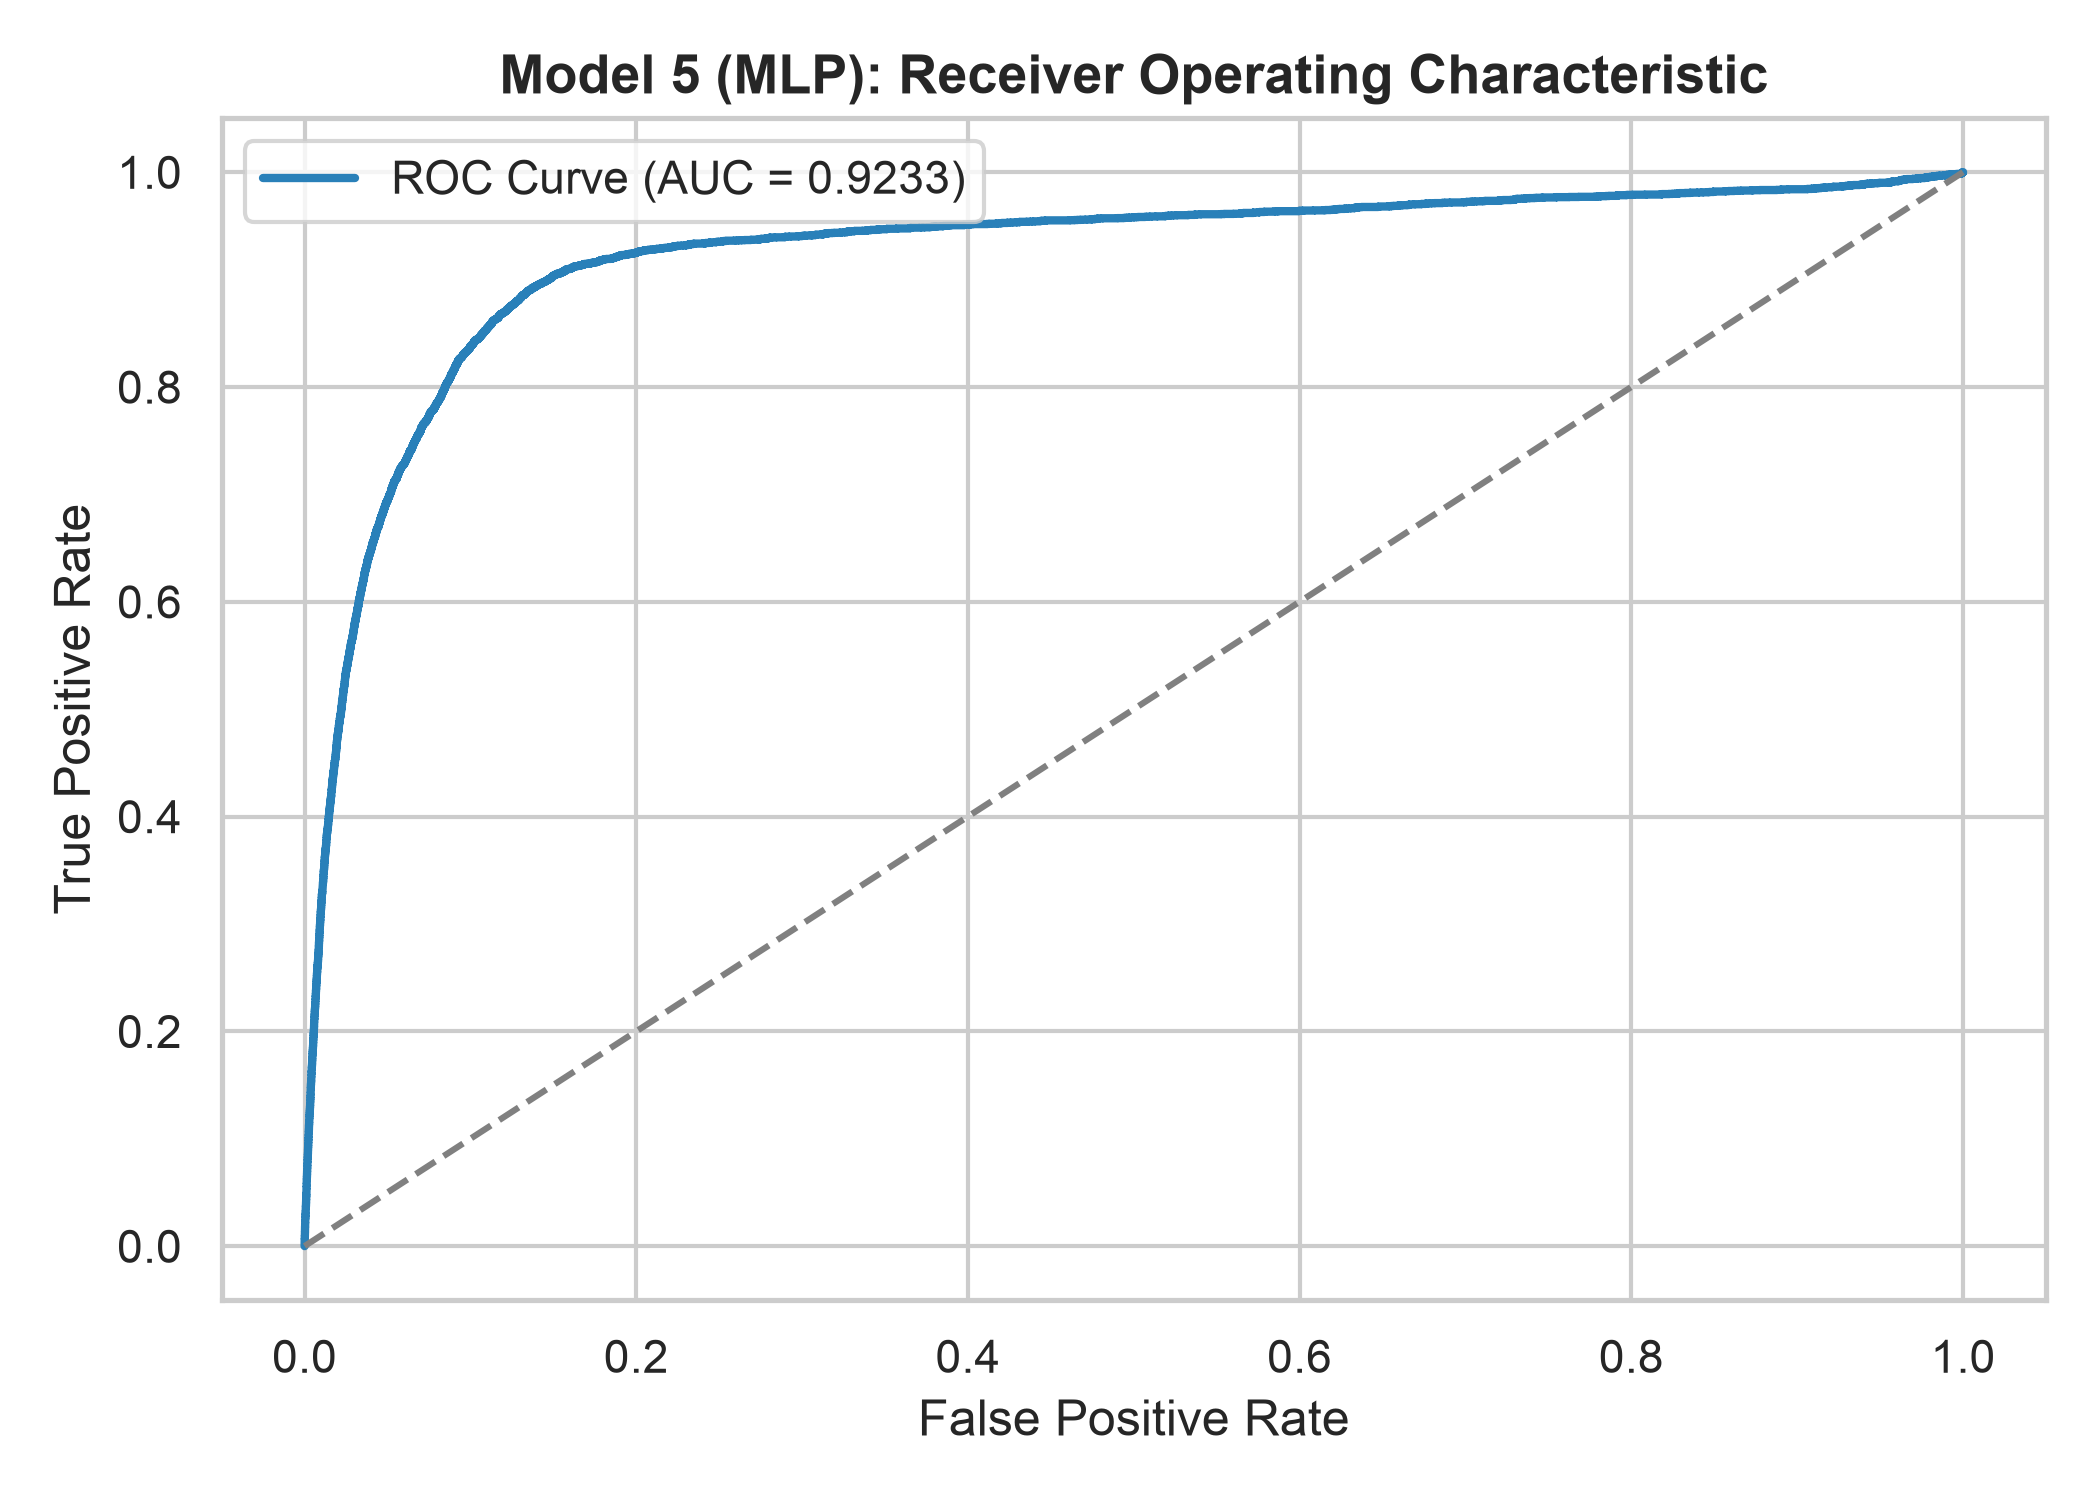 Model 5 (MLP): Receiver Operating Characteristic
ROC Curve (AUC = 0.9233)
True Positive Rate
1.0
0.8
0.6
0.4
0.2
0.0
0.0 0.2 0.4 0.6 0.8 1.0
False Positive Rate